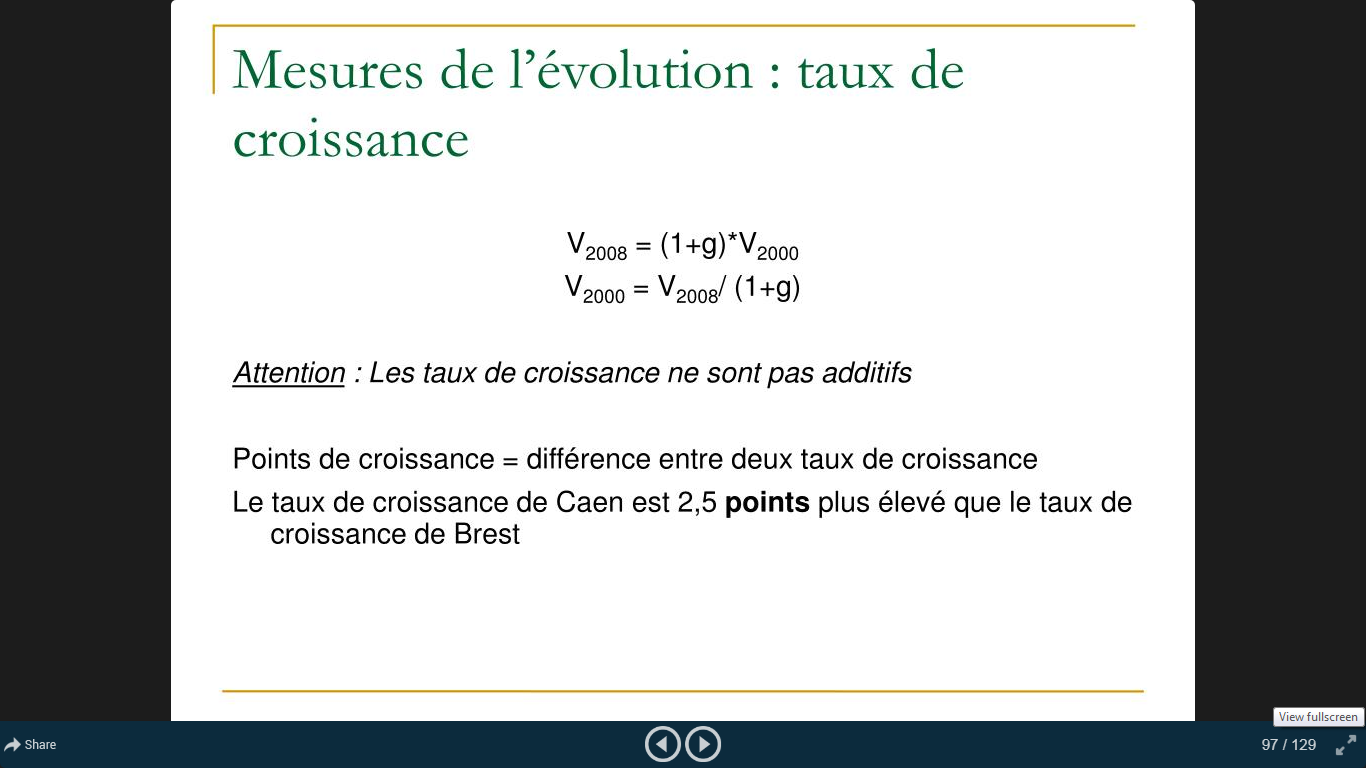 Mesures de l’évolution : taux de
croissance
V2008 = (1+g)*V2000
V2000 = V2008/ (1+g)
Attention : Les taux de croissance ne sont pas additifs
Points de croissance = différence entre deux taux de croissance
Le taux de croissance de Caen est 2,5 points plus élevé que le taux de
croissance de Brest
View fullscreen
Share
97 / 129